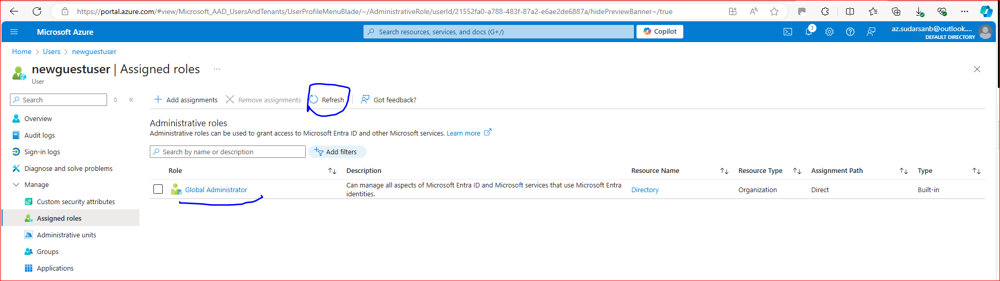 https://portal.azure.com/#view/Microsoft_AAD_UsersAndTenants/UserProfileMenuBlade/~/AdministrativeRole/userId/21552fa0-a788-483f-87a2-e6ae2de6887a/hidePreviewBanner~/true
Microsoft Azure
Search resources, services, and docs (G+/)
Copilot
3
az.sudarsanb@outlook....
DEFAULT DIRECTORY
Home > Users > newguestuser
newguestuser | Assigned roles ...
User
Search
Add assignments Remove assignments Refresh Got feedback?
Overview
Audit logs
Sign-in logs
Diagnose and solve problems
Manage
Custom security attributes
Assigned roles
Administrative units
Groups
Applications
Administrative roles
Administrative roles can be used to grant access to Microsoft Entra ID and other Microsoft services. Learn more
Search by name or description
Add filters
Role Description Resource Name Resource Type Assignment Path Type
Global Administrator Can manage all aspects of Microsoft Entra ID and Microsoft services that use Microsoft Entra Directory Organization Direct Built-in
identities.